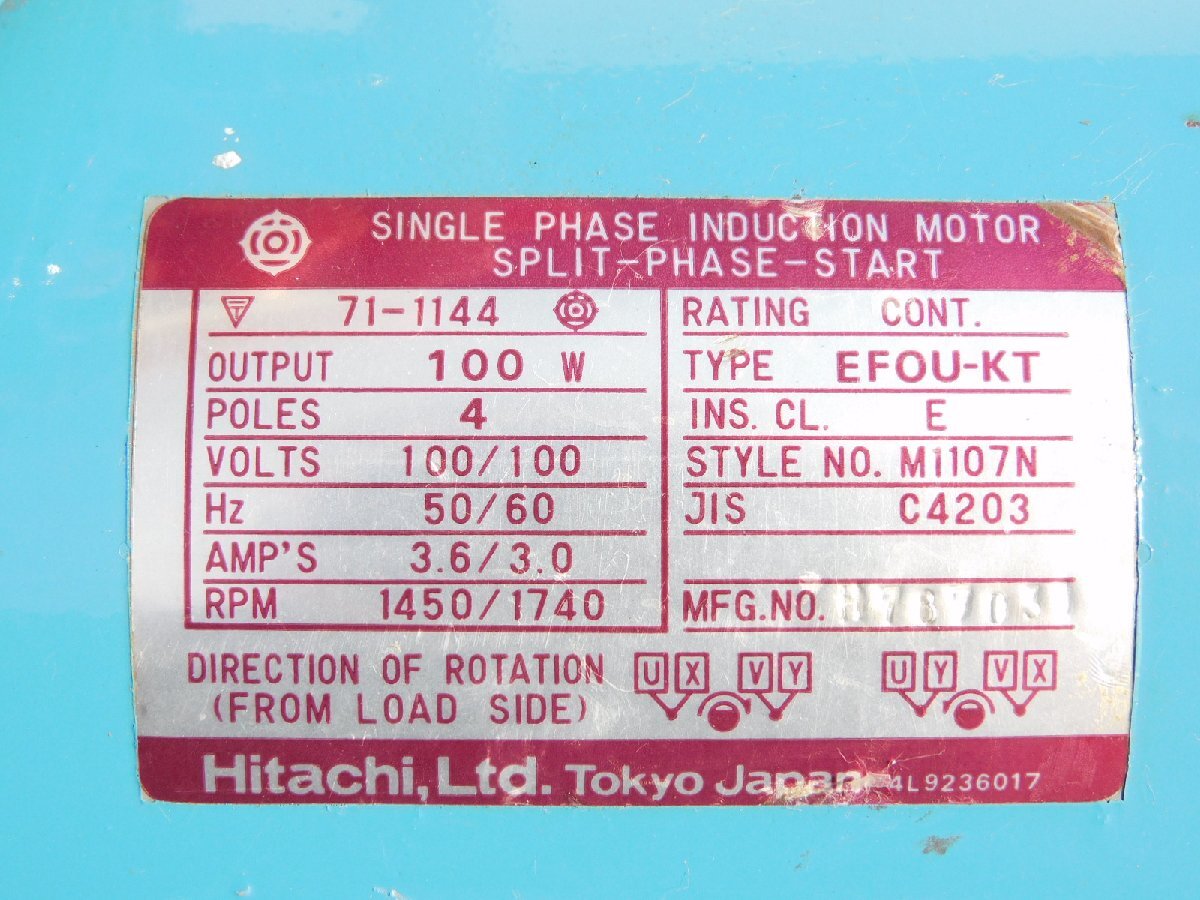 SINGLE PHASE INDUCTION MOTOR
SPLIT-PHASE-START
71-1144
OUTPUT 100 W
POLES 4
VOLTS 100/100
Hz 50/60
AMP'S 3.6/3.0
RPM 1450/1740
RATING CONT.
TYPE EFOU-KT
INS. CL. E
STYLE NO. M1107N
JIS C4203
MFG.NO.
DIRECTION OF ROTATION U X V Y U Y V X
(FROM LOAD SIDE)
Hitachi, Ltd. Tokyo Japan 4L9236017